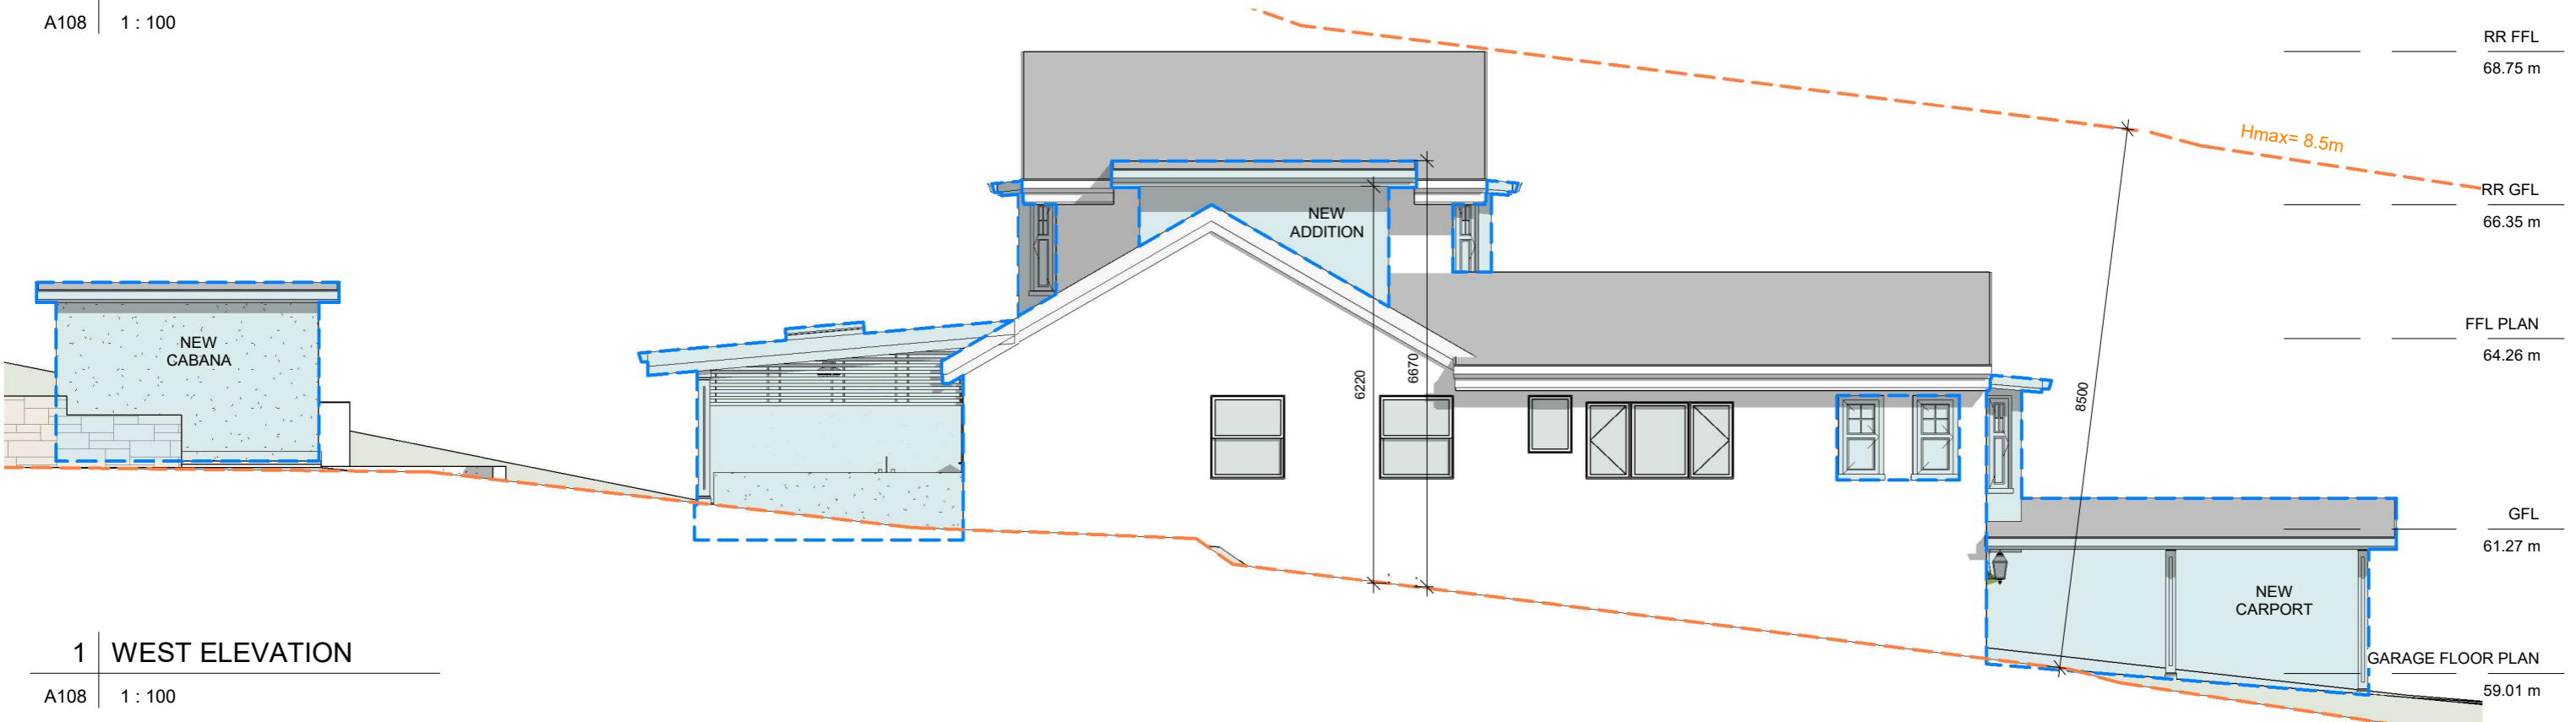 A108 1 : 100
RR FFL
68.75 m
Hmax= 8.5m
RR GFL
66.35 m
NEW
ADDITION
FFL PLAN
64.26 m
NEW
CABANA
6220
6670
8500
GFL
61.27 m
NEW
CARPORT
1 WEST ELEVATION
GARAGE FLOOR PLAN
59.01 m
A108 1 : 100